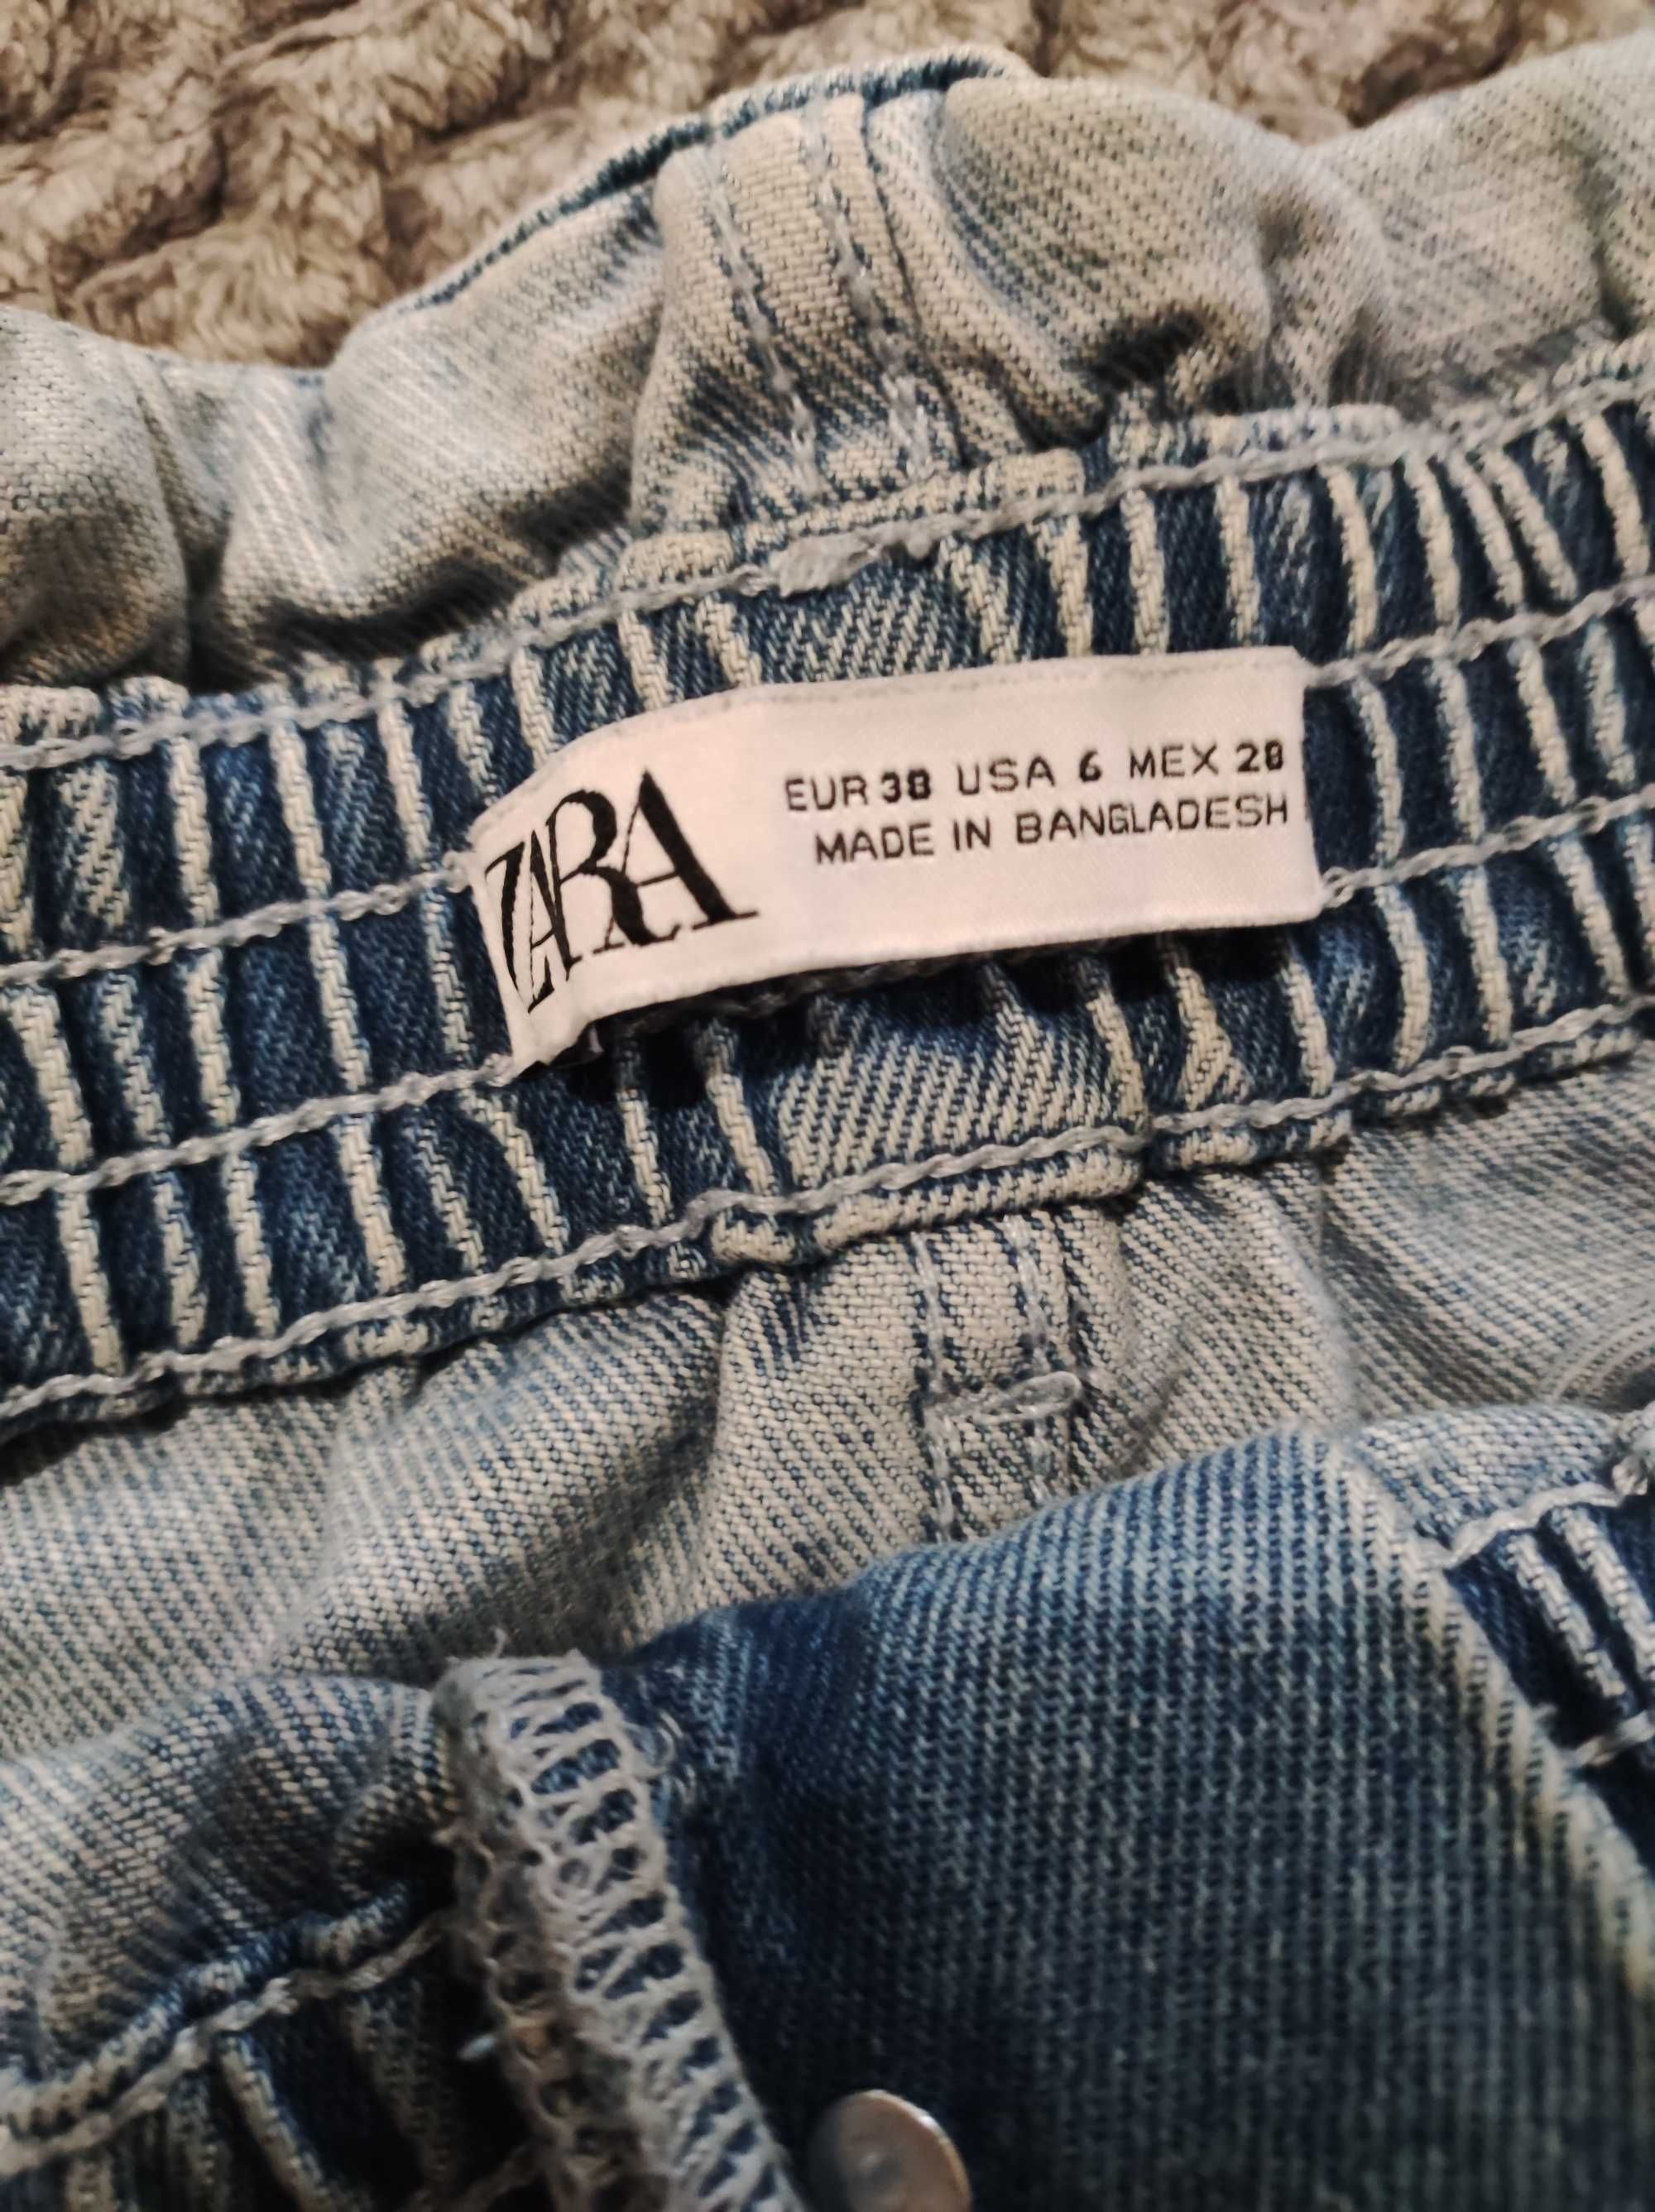 ZARA
EUR 38 USA 6 MEX 28
MADE IN BANGLADESH